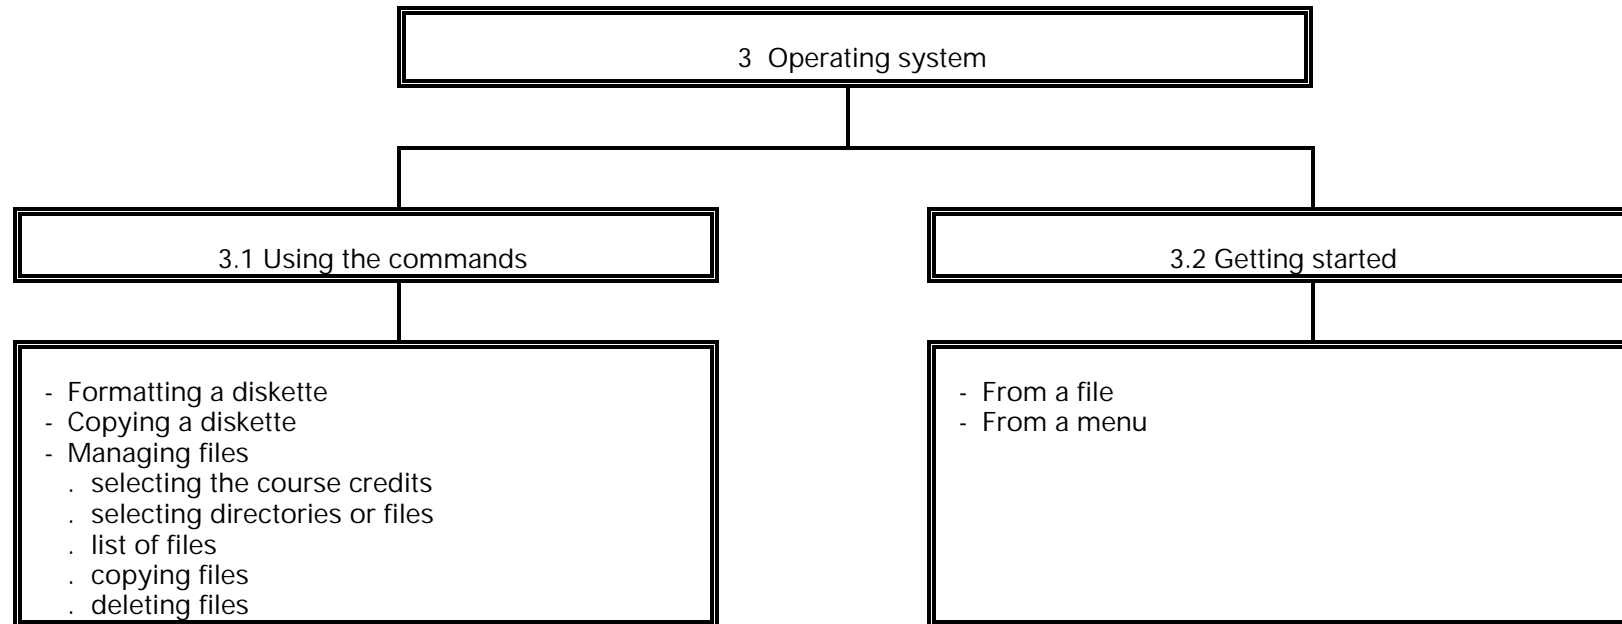 3 Operating system
3.1 Using the commands
3.2 Getting started
- Formatting a diskette
- Copying a diskette
- Managing files
. selecting the course credits
. selecting directories or files
. list of files
. copying files
. deleting files
- From a file
- From a menu